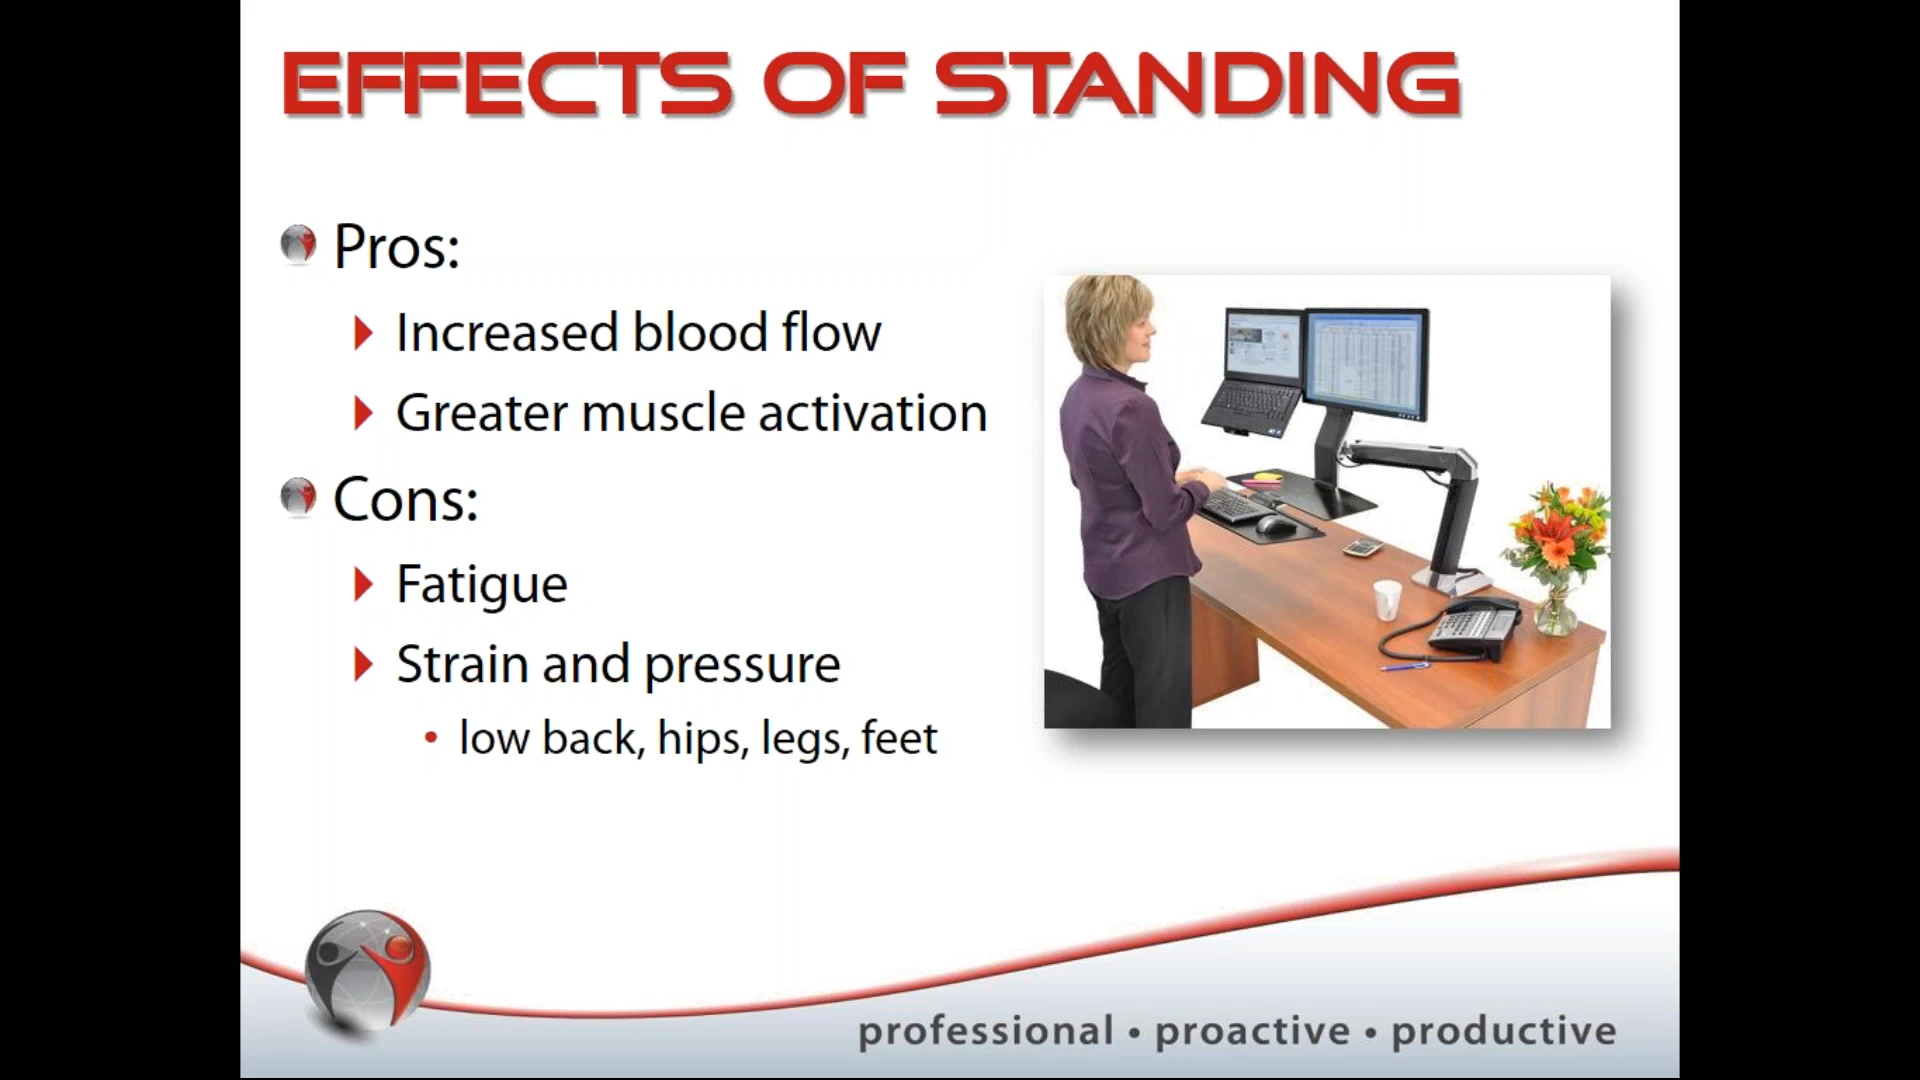 EFFECTS OF STANDING
Pros:
Increased blood flow
Greater muscle activation
Cons:
Fatigue
Strain and pressure
• low back, hips, legs, feet
professional • proactive • productive